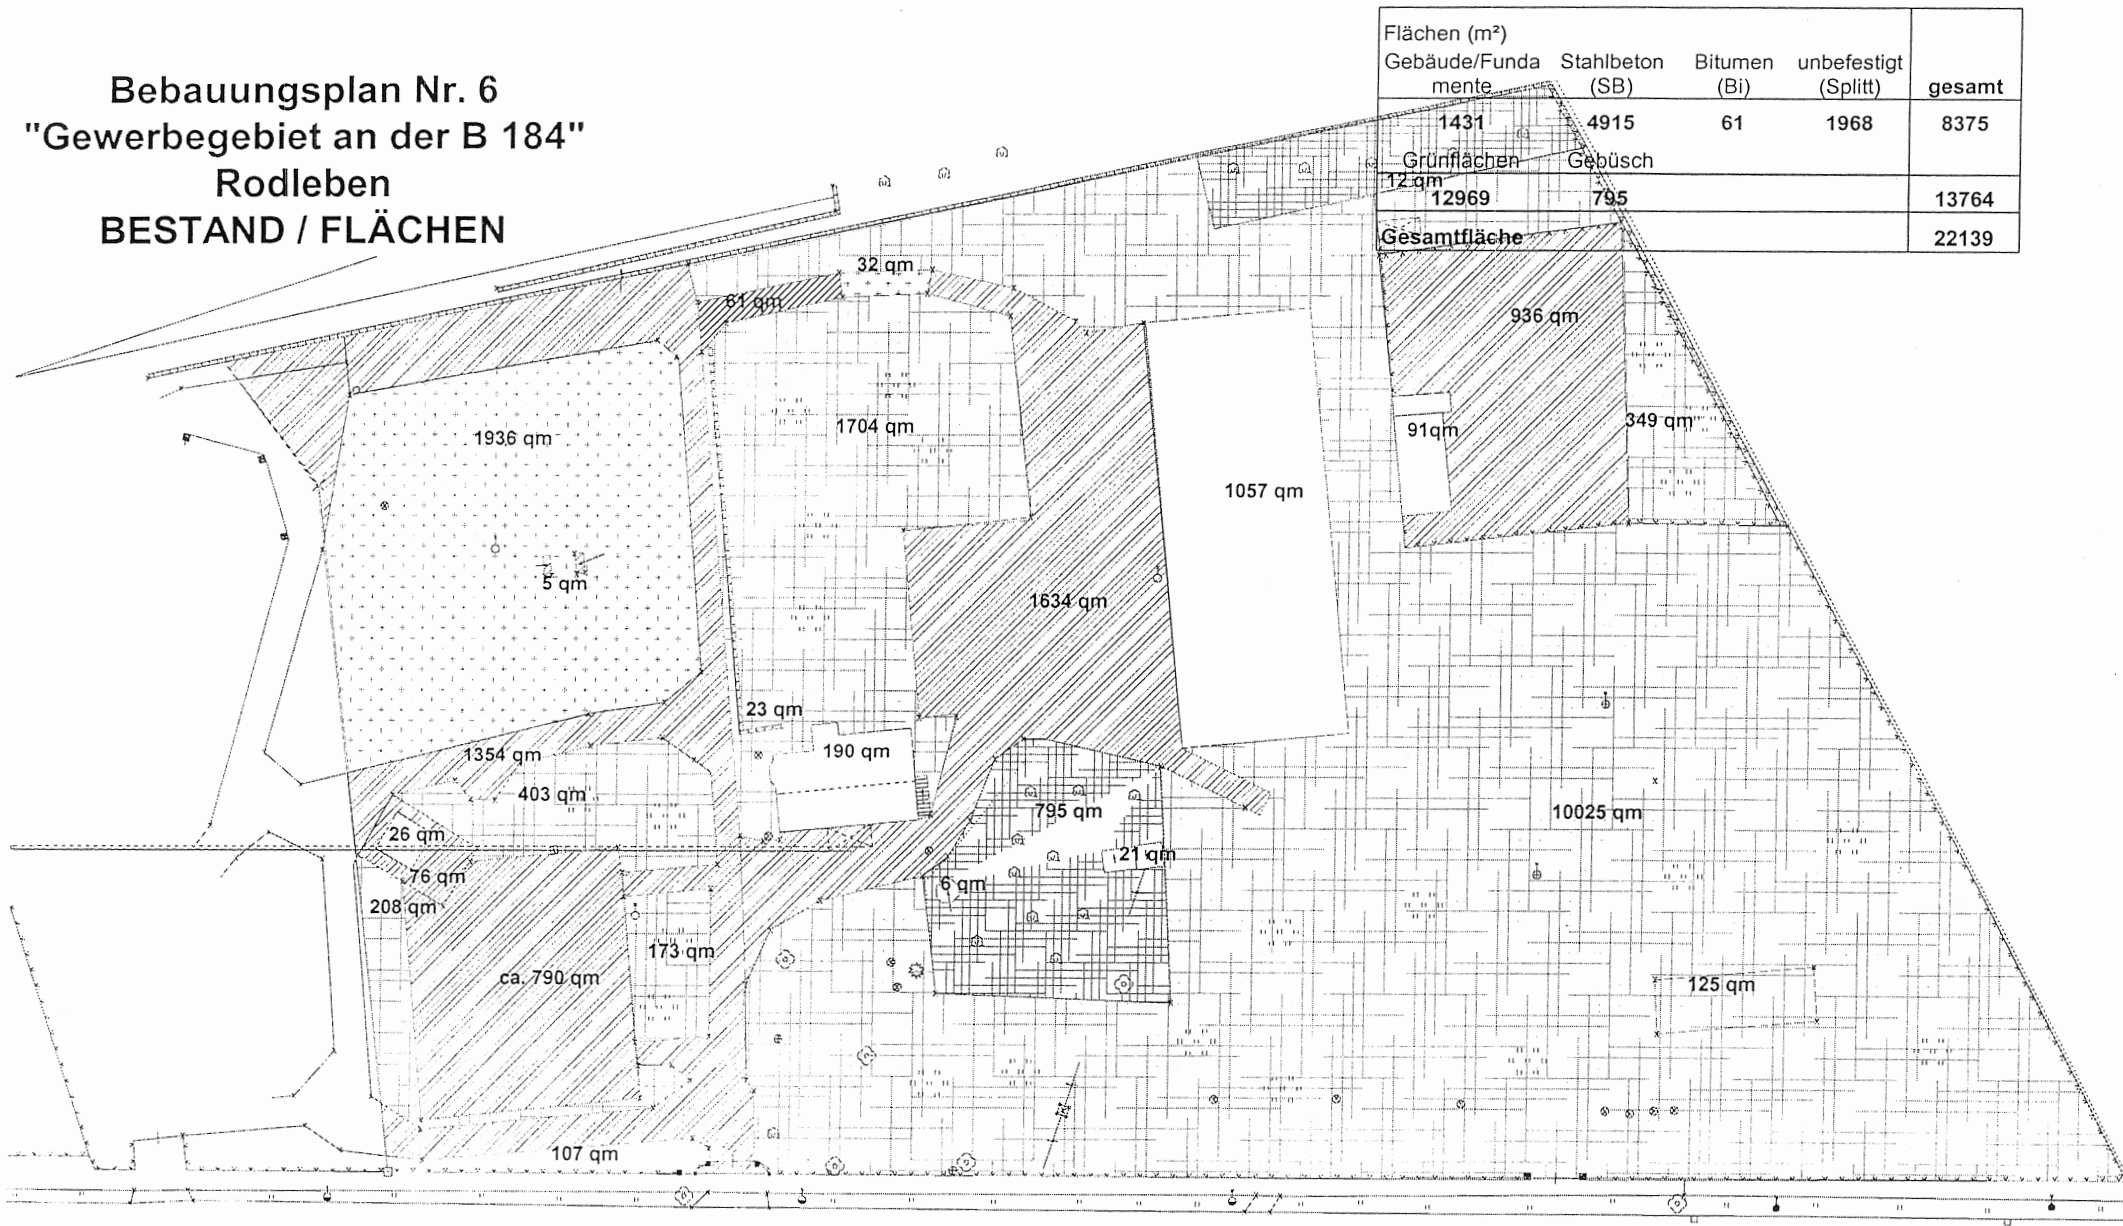 Bebauungsplan Nr. 6
"Gewerbegebiet an der B 184"
Rodleben
BESTAND / FLÄCHEN
Flächen (m²)
Gebäude/Funda Stahlbeton Bitumen unbefestigt
mente (SB) (Bi) (Splitt) gesamt
1431 4915 61 1968 8375
Grünflächen Gebüsch
12 qm
12969 795 13764
Gesamtfläche 22139
32 qm
61 qm
936 qm
1936 qm
1704 qm
91qm
349 qm
1057 qm
5 qm
1634 qm
23 qm
190 qm
1354 qm
403 qm
795 qm
10025 qm
26 qm
21 qm
76 qm
6 qm
208 qm
173 qm
ca. 790 qm
125 qm
107 qm